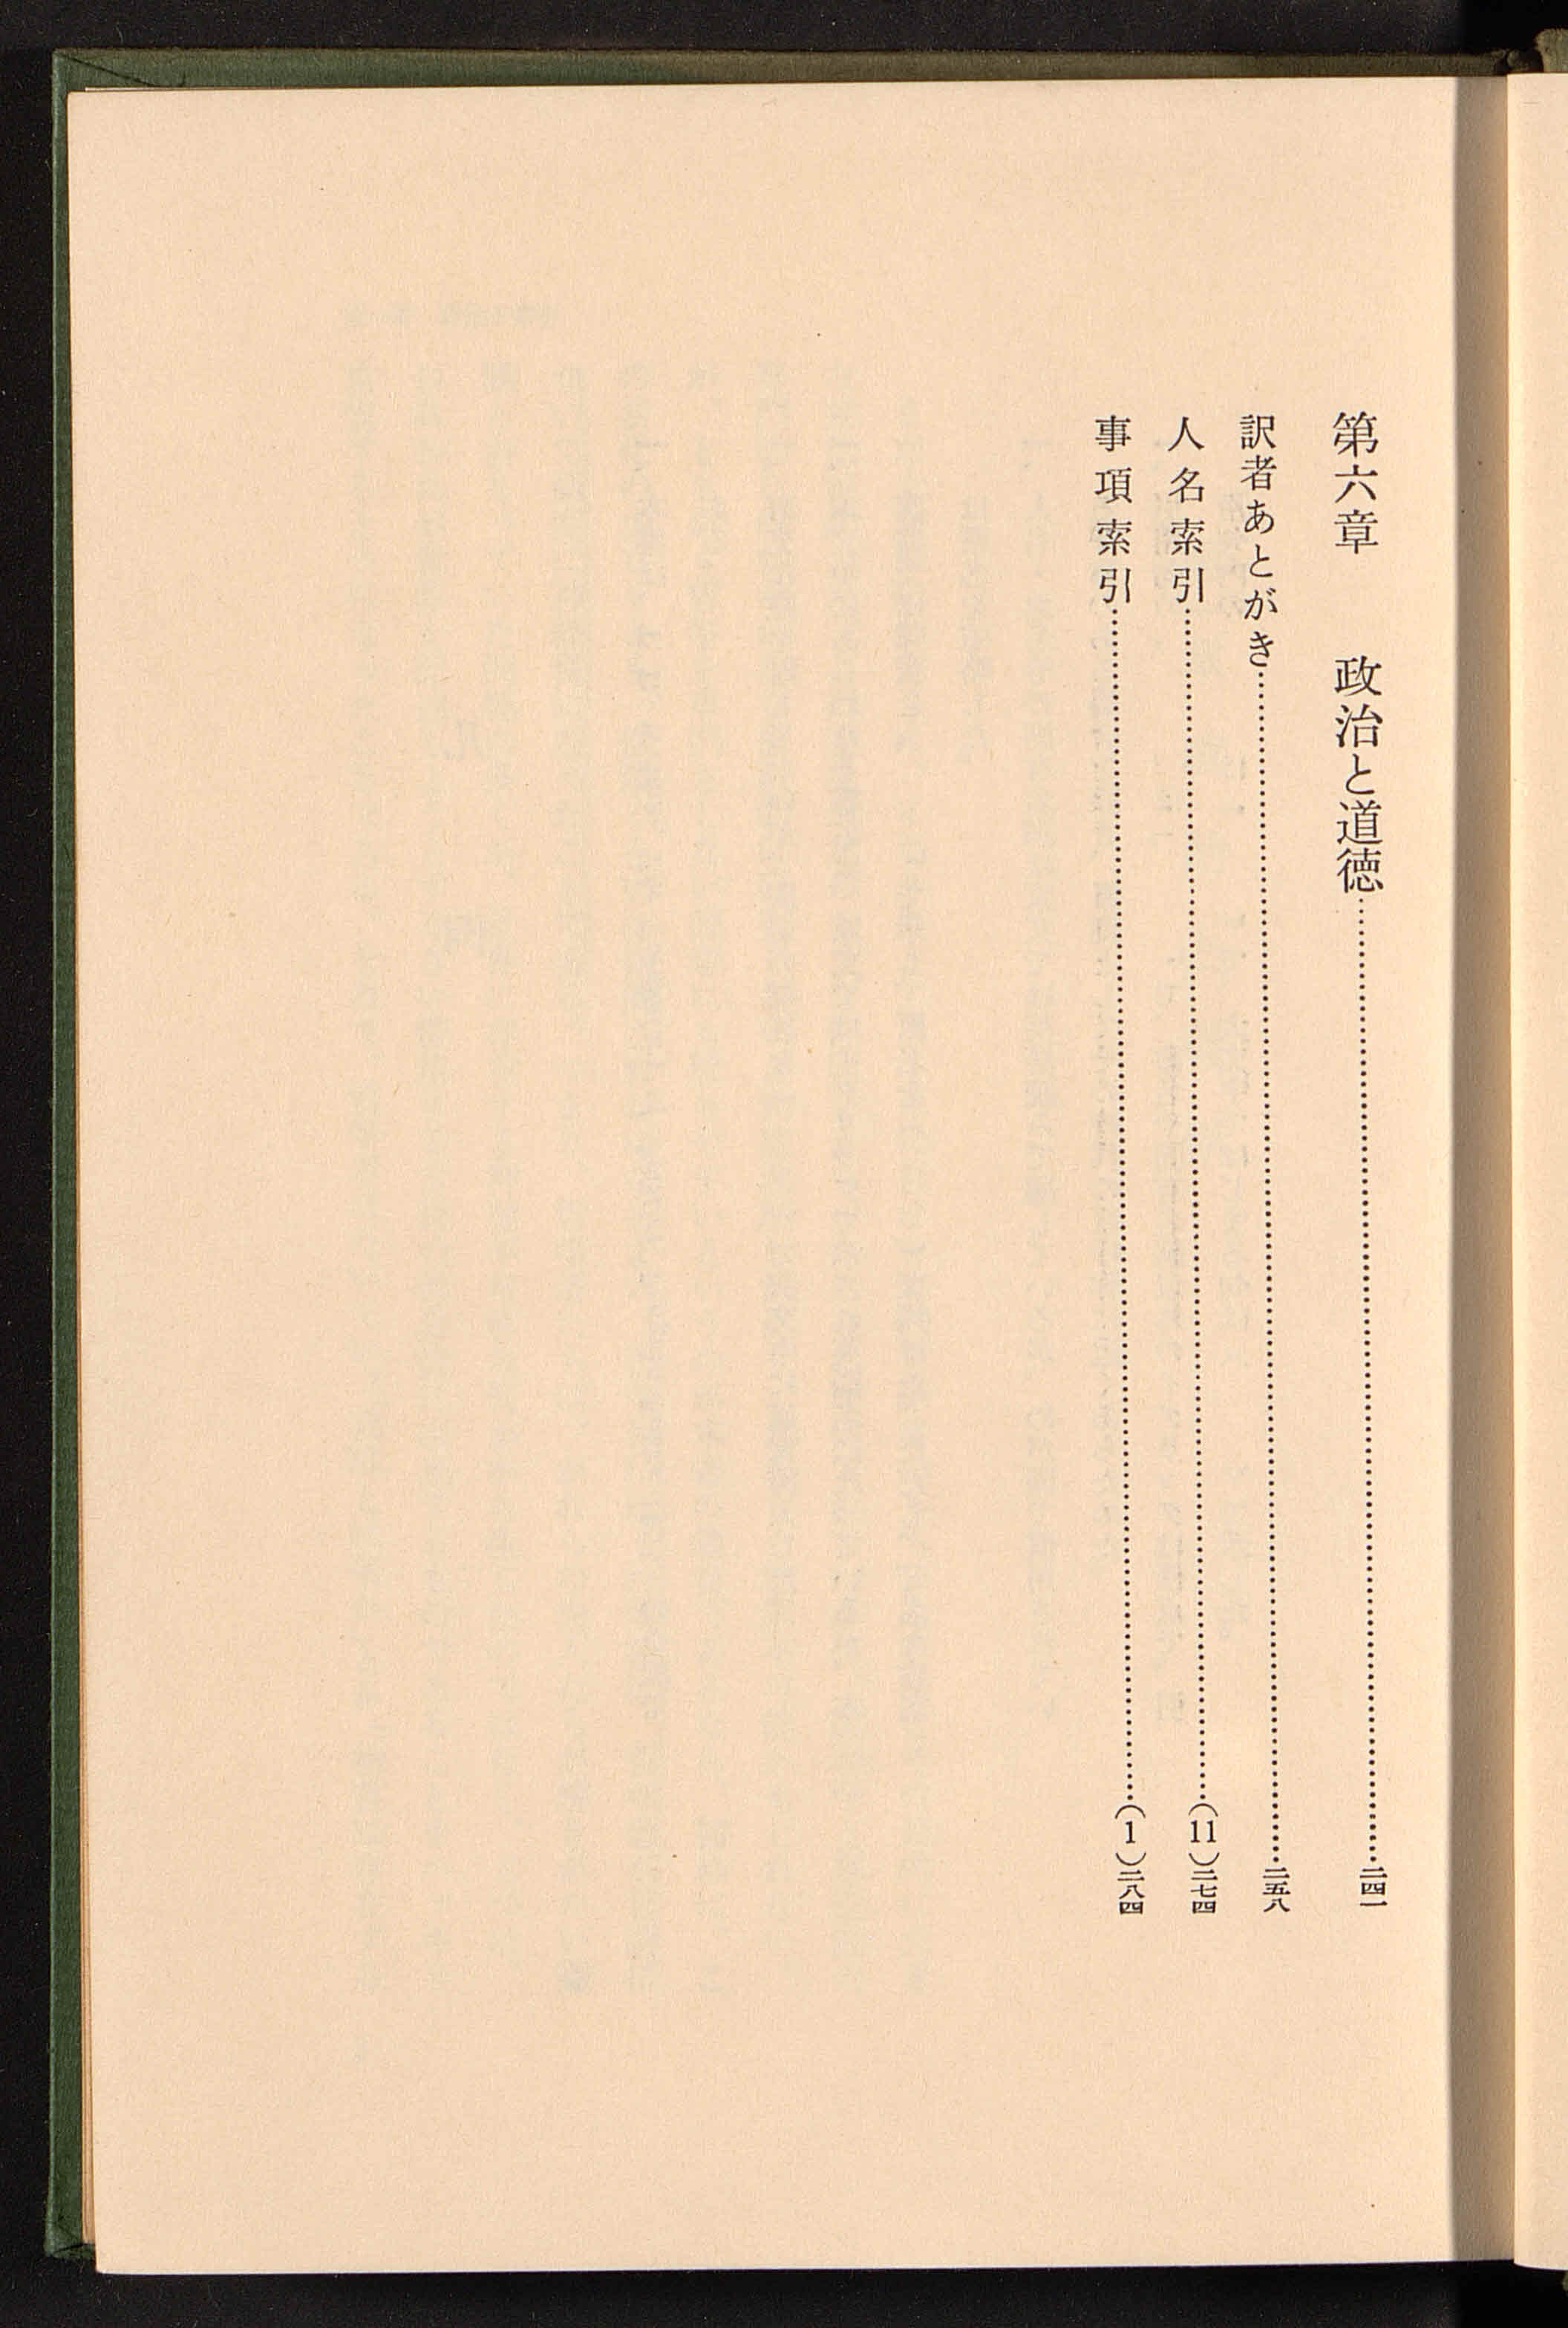 第六章　政治と道徳……………………二四一
訳者あとがき……………………二五八
人名索引……………………(11)二七四
事項索引……………………(1)二八四